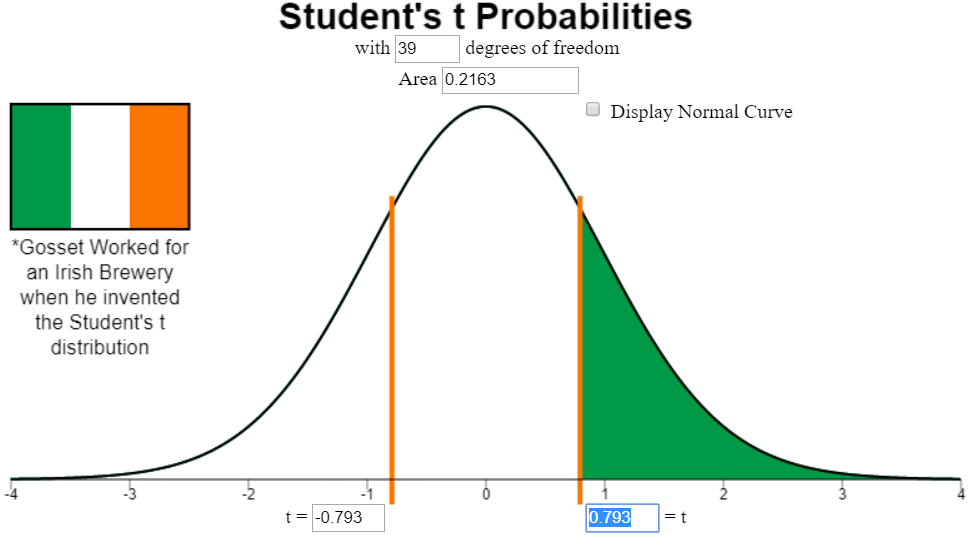 Student's t Probabilities
with 39 degrees of freedom
Area 0.2163
Display Normal Curve
*Gosset Worked for
an Irish Brewery
when he invented
the Student's t
distribution
-4 -3 -2 -1 0 1 2 3 4
t = -0.793 0.793 = t